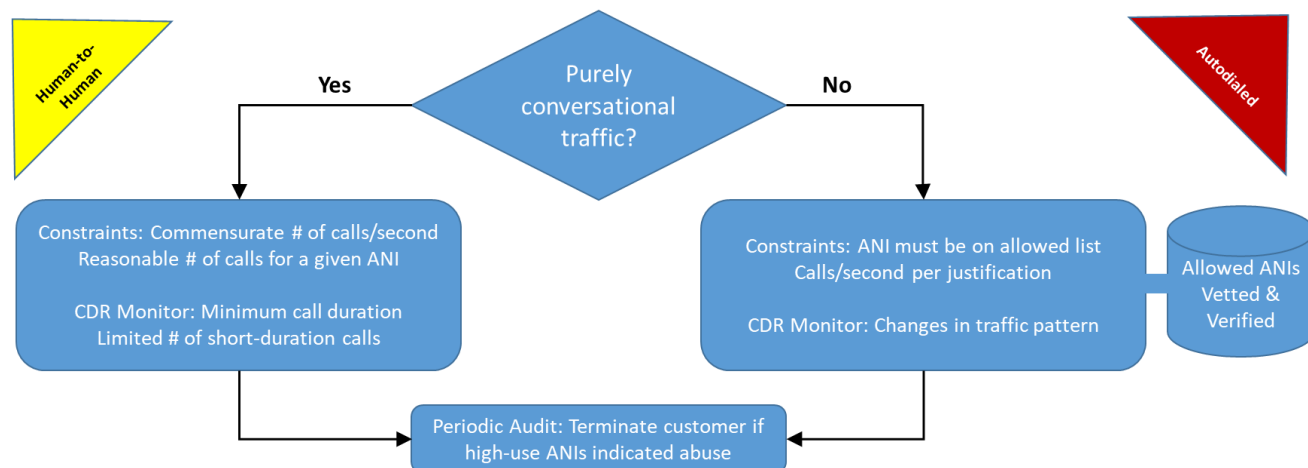 Human-to-
Human
Yes
Purely
conversational
traffic?
No
Autodialed
Constraints: Commensurate # of calls/second
Reasonable # of calls for a given ANI
CDR Monitor: Minimum call duration
Limited # of short-duration calls
Constraints: ANI must be on allowed list
Calls/second per justification
CDR Monitor: Changes in traffic pattern
Allowed ANIs
Vetted &
Verified
Periodic Audit: Terminate customer if
high-use ANIs indicated abuse